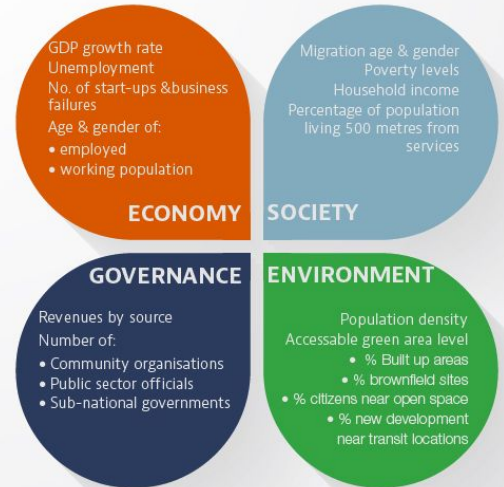 GDP growth rate
Unemployment
No. of start-ups &business
failures
Age & gender of:
• employed
• working population
ECONOMY
Migration age & gender
Poverty levels
Household income
Percentage of population
living 500 metres from
services
SOCIETY
GOVERNANCE
Revenues by source
Number of:
• Community organisations
• Public sector officials
• Sub-national governments
ENVIRONMENT
Population density
Accessable green area level
• % Built up areas
• % brownfield sites
• % citizens near open space
• % new development
near transit locations